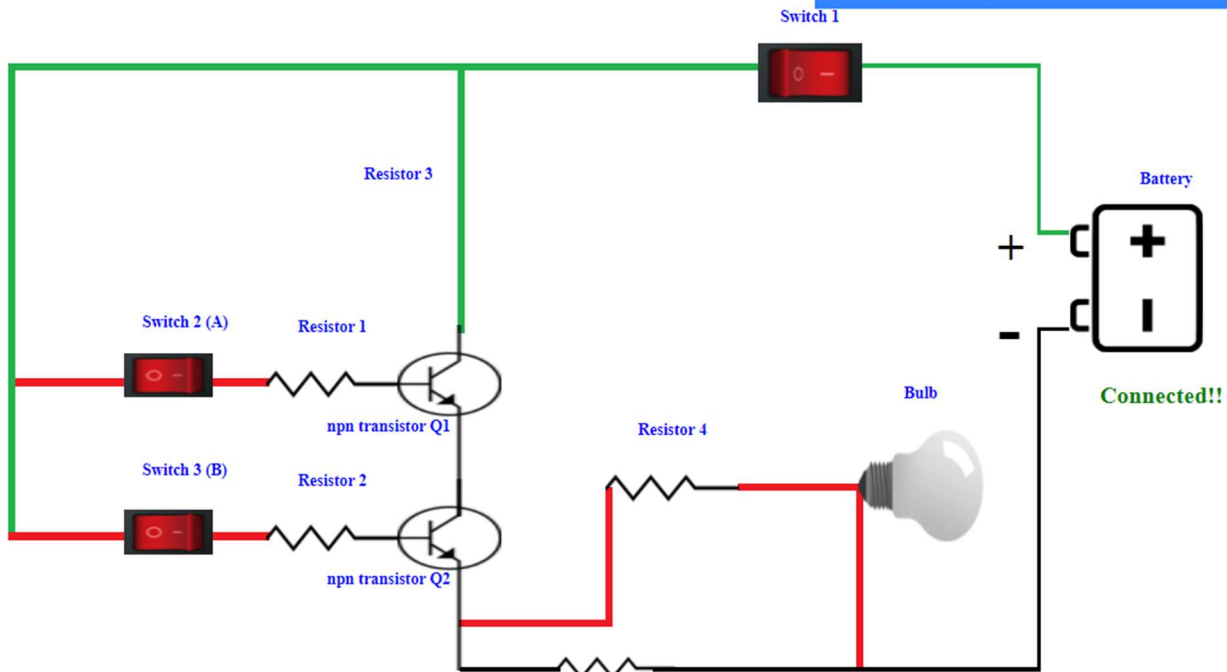 Switch 1
Resistor 3
Battery
+
+
-
-
Switch 2 (A)
Resistor 1
npn transistor Q1
Bulb
Connected!!
Resistor 4
Switch 3 (B)
Resistor 2
npn transistor Q2